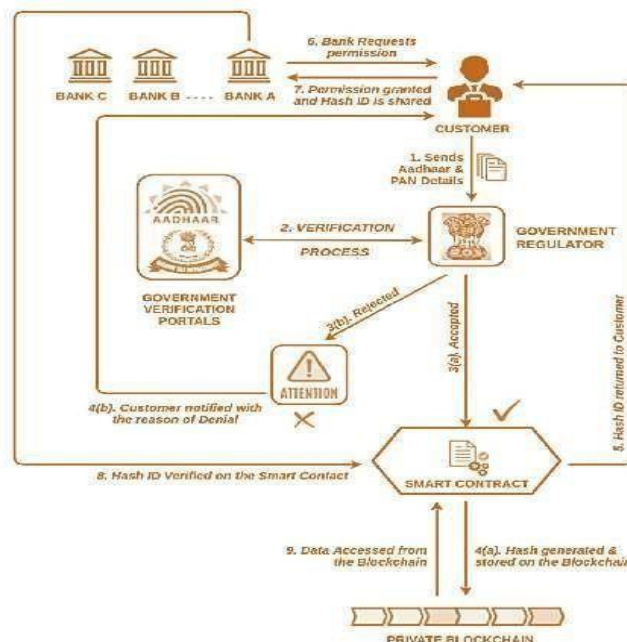 6. Bank Requests
permission
BANK C
BANK B
----
BANK A
7. Permission granted
and Hash ID is shared
CUSTOMER
1. Sends
Aadhaar &
PAN Details
AADHAAR
2. VERIFICATION
PROCESS
GOVERNMENT
REGULATOR
GOVERNMENT
VERIFICATION
PORTALS
3(b). Rejected
3(a). Accepted
5. Hash ID returned to Customer
ATTENTION
4(b). Customer notified with
the reason of Denial
8. Hash ID Verified on the Smart Contact
SMART CONTRACT
9. Data Accessed from
the Blockchain
4(a). Hash generated &
stored on the Blockchain
PRIVATE BLOCKCHAIN